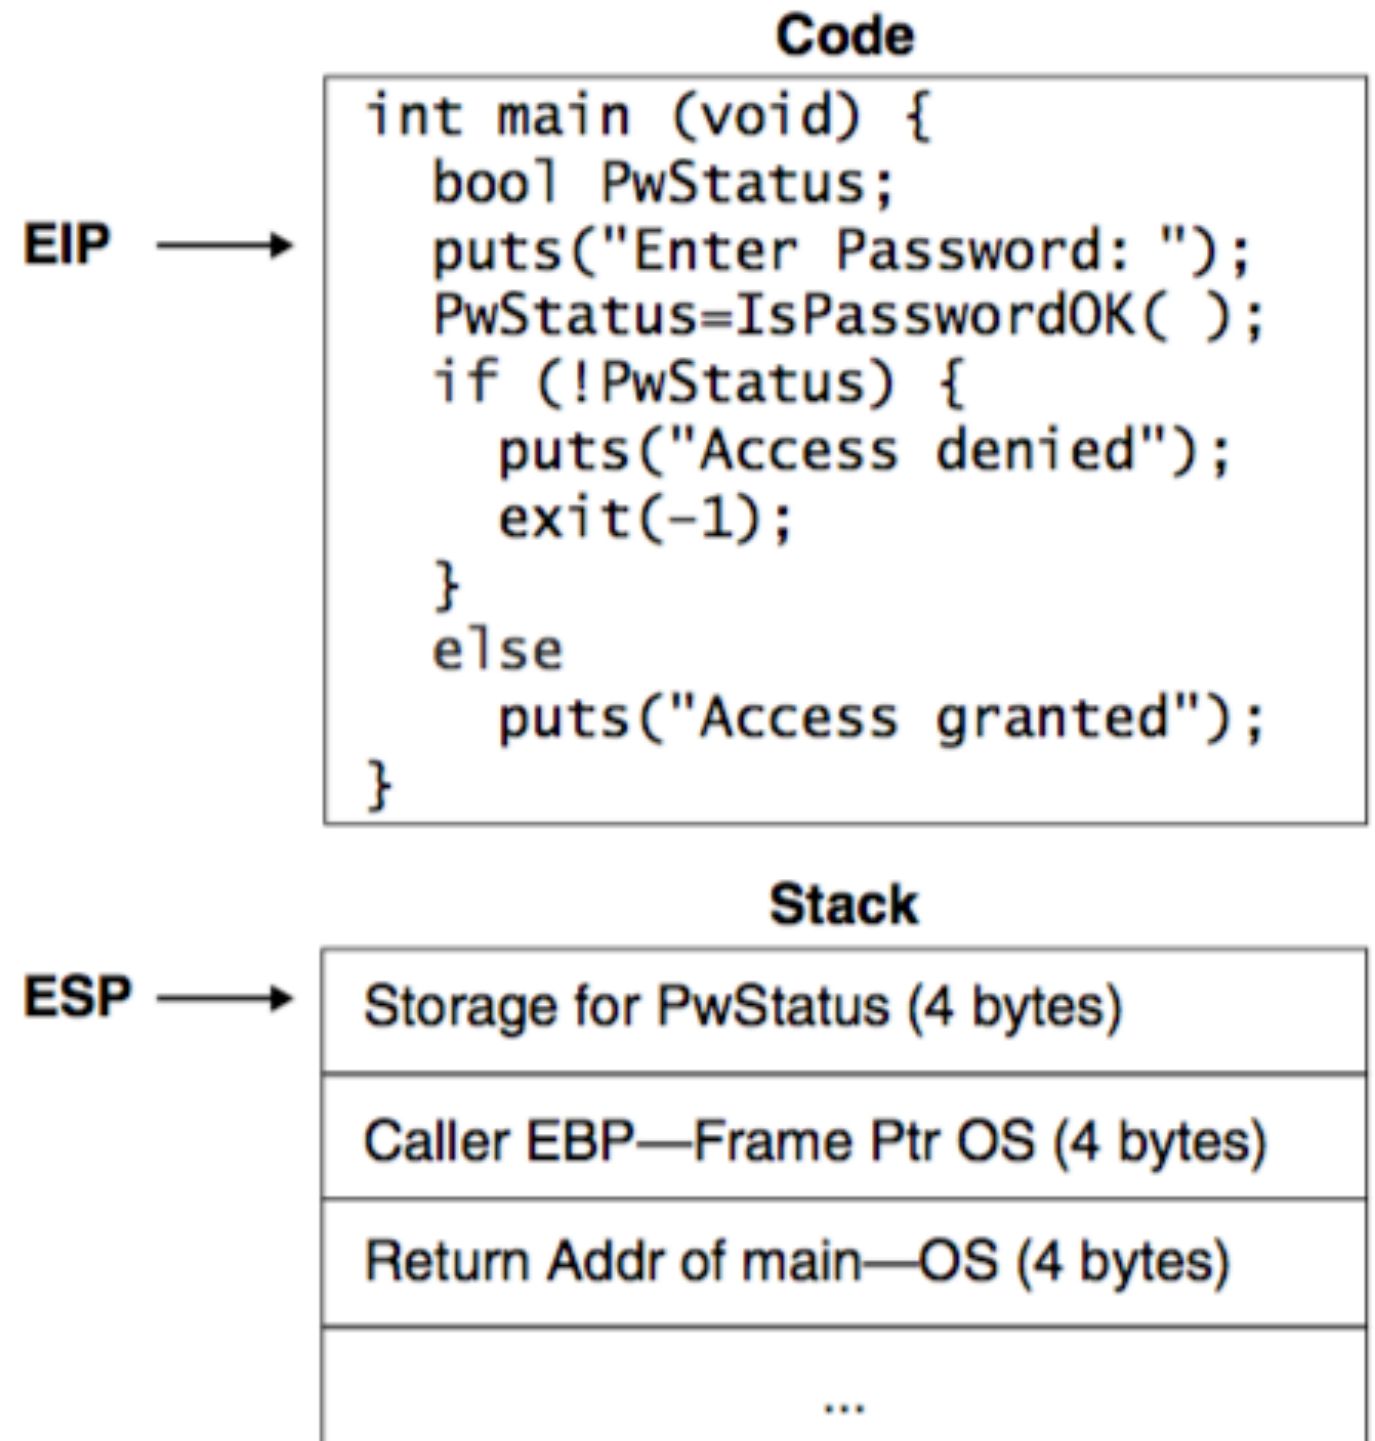 Code
int main (void) {
bool PwStatus;
EIP
puts("Enter Password: ");
PwStatus=IsPasswordOK( );
if (!PwStatus) {
puts("Access denied");
exit(-1);
}
else
puts("Access granted");
}
Stack
ESP
Storage for PwStatus (4 bytes)
Caller EBP—Frame Ptr OS (4 bytes)
Return Addr of main—OS (4 bytes)
...